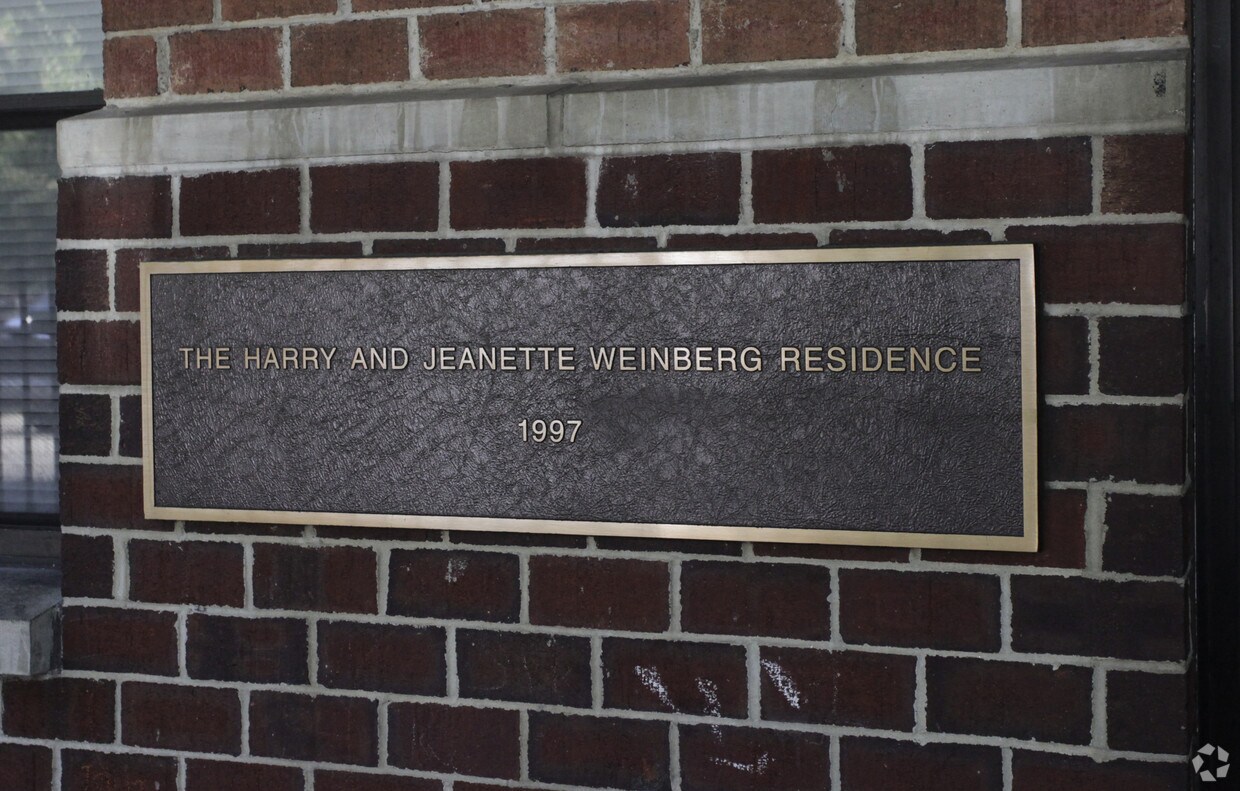 THE HARRY AND JEANETTE WEINBERG RESIDENCE
1997